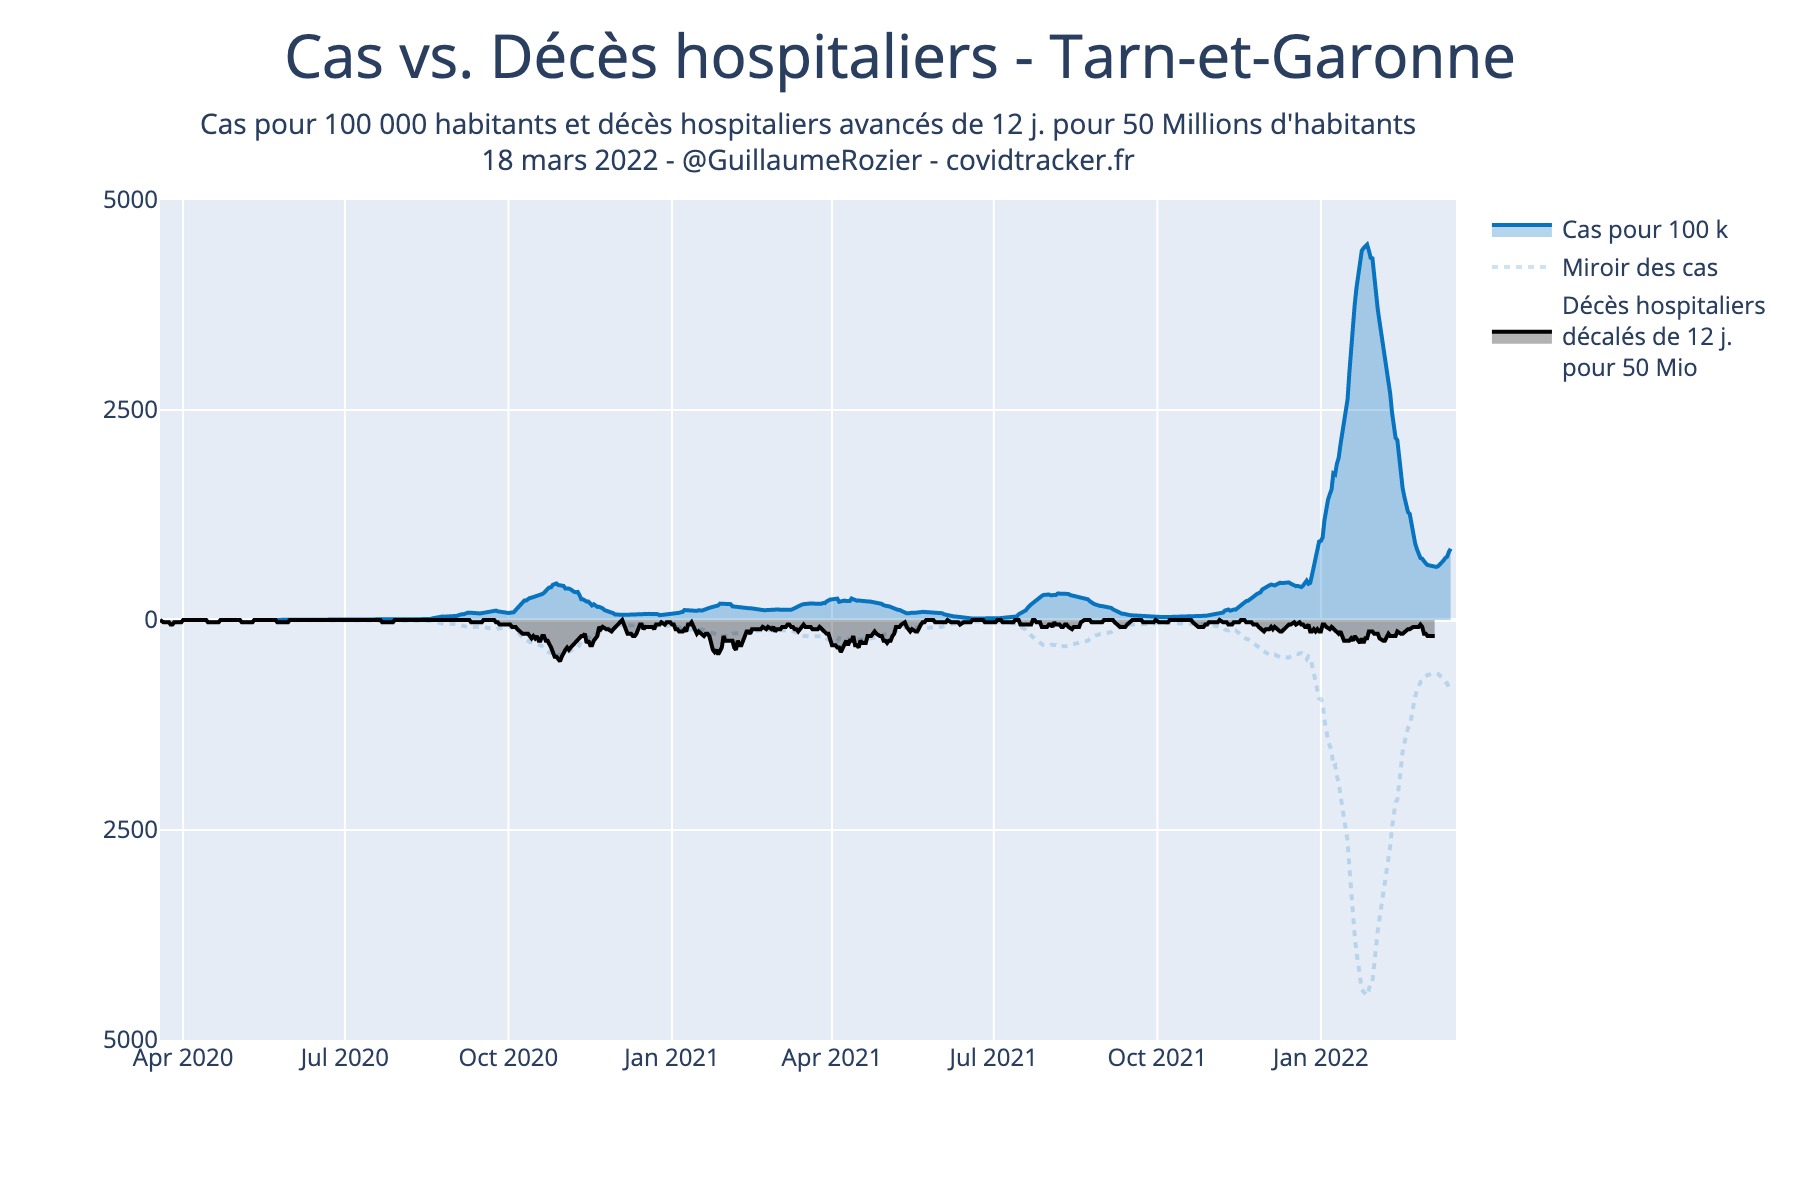 Cas vs. Décès hospitaliers - Tarn-et-Garonne
Cas pour 100 000 habitants et décès hospitaliers avancés de 12 j. pour 50 Millions d'habitants
18 mars 2022 - @GuillaumeRozier - covidtracker.fr
5000
2500
0
2500
5000
Apr 2020
Jul 2020
Oct 2020
Jan 2021
Apr 2021
Jul 2021
Oct 2021
Jan 2022
Cas pour 100 k
Miroir des cas
Décès hospitaliers
décalés de 12 j.
pour 50 Mio